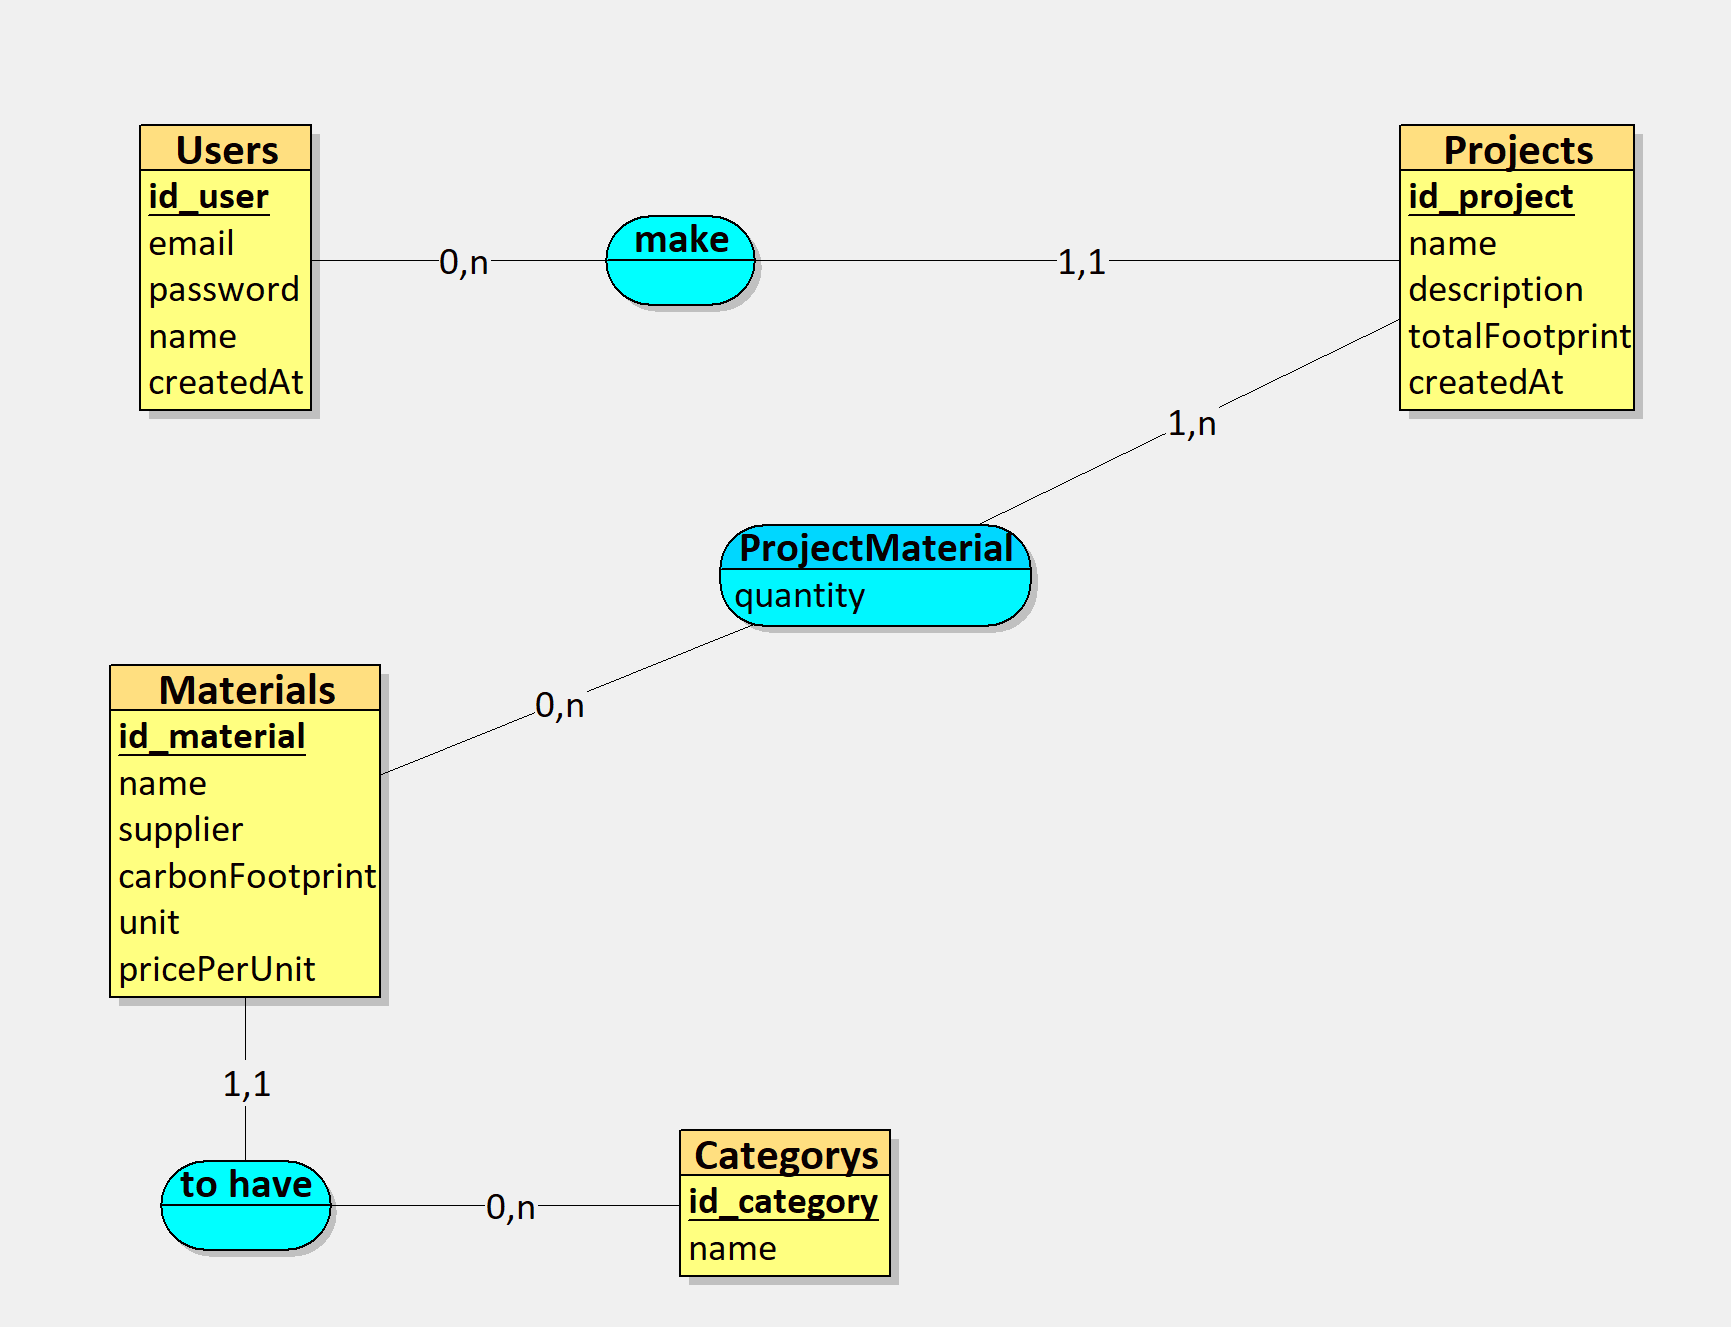 Users
id_user
email
password
name
createdAt
0,n
make
1,1
Projects
id_project
name
description
totalFootprint
createdAt
1,n
ProjectMaterial
quantity
0,n
Materials
id_material
name
supplier
carbonFootprint
unit
pricePerUnit
1,1
to have
0,n
Categorys
id_category
name